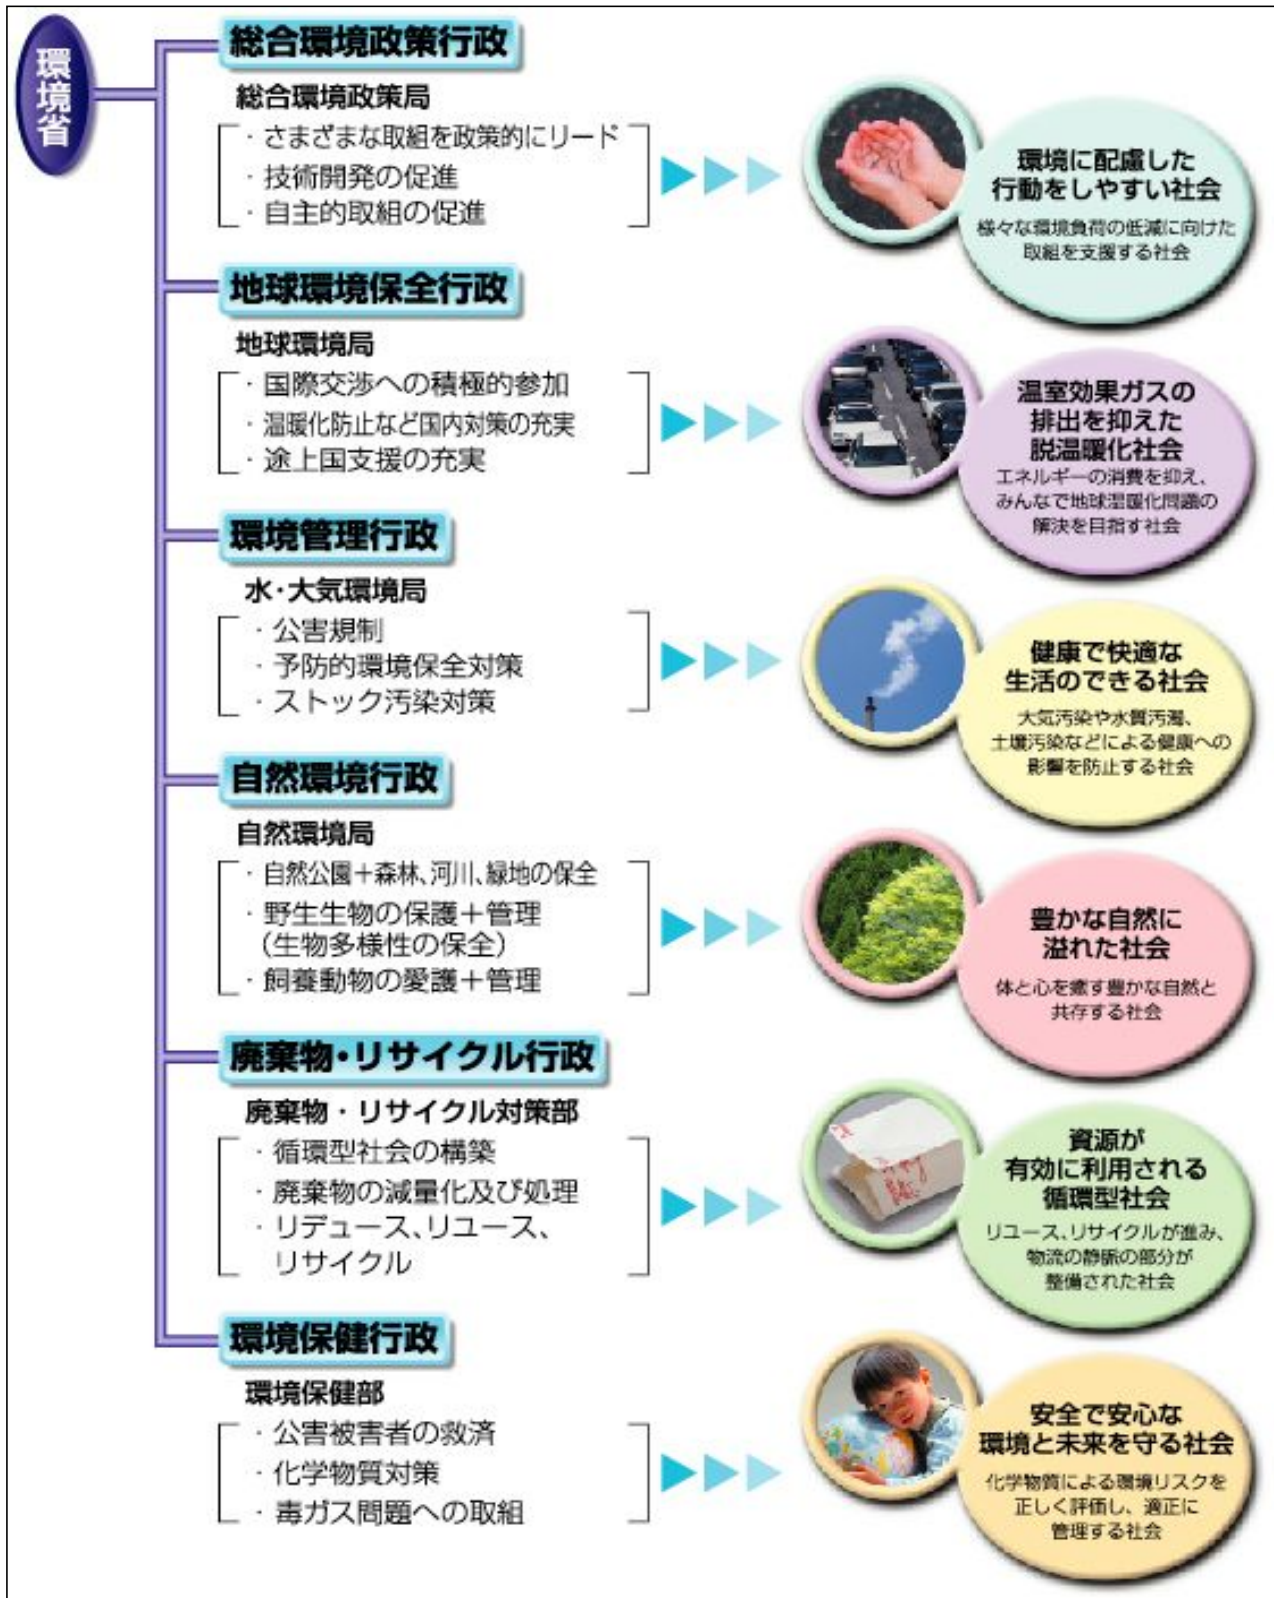 環境省
総合環境政策行政
総合環境政策局
・さまざまな取組を政策的にリード
・技術開発の促進
・自主的取組の促進
環境に配慮した
行動をしやすい社会
様々な環境負荷の低減に向けた
取組を支援する社会
地球環境保全行政
地球環境局
・国際交渉への積極的参加
・温暖化防止など国内対策の充実
・途上国支援の充実
温室効果ガスの
排出を抑えた
脱温暖化社会
エネルギーの消費を抑え、
みんなで地球温暖化問題の
解決を目指す社会
環境管理行政
水・大気環境局
・公害規制
・予防的環境保全対策
・ストック汚染対策
健康で快適な
生活のできる社会
大気汚染や水質汚濁、
土壌汚染などによる健康への
影響を防止する社会
自然環境行政
自然環境局
・自然公園＋森林、河川、緑地の保全
・野生生物の保護＋管理
（生物多様性の保全）
・飼養動物の愛護＋管理
豊かな自然に
溢れた社会
体と心を癒す豊かな自然と
共存する社会
廃棄物・リサイクル行政
廃棄物・リサイクル対策部
・循環型社会の構築
・廃棄物の減量化及び処理
・リデュース、リユース、
リサイクル
資源が
有効に利用される
循環型社会
リユース、リサイクルが進み、
物流の静脈の部分が
整備された社会
環境保健行政
環境保健部
・公害被害者の救済
・化学物質対策
・毒ガス問題への取組
安全で安心な
環境と未来を守る社会
化学物質による環境リスクを
正しく評価し、適正に
管理する社会